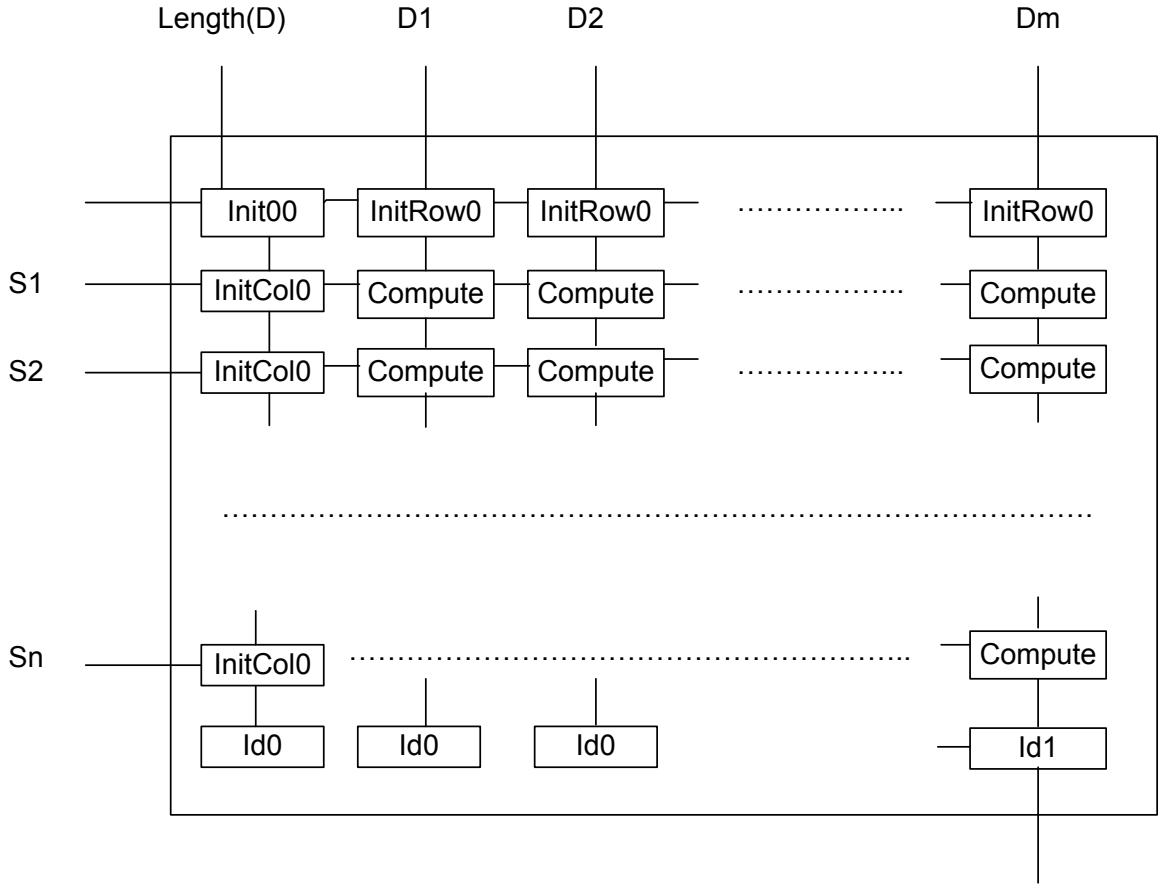 Length(D) D1 D2 Dm
Init00 InitRow0 InitRow0 ................... InitRow0
S1 InitCol0 Compute Compute ................... Compute
S2 InitCol0 Compute Compute ................... Compute
...........................................................................................
Sn InitCol0 ........................................................... Compute
Id0 Id0 Id0 Id1